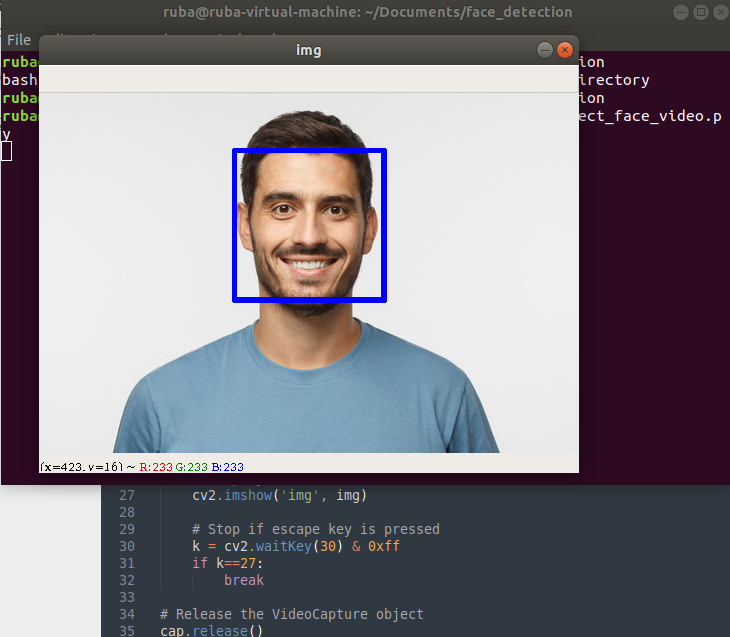 ruba@ruba-virtual-machine: ~/Documents/face_detection
File
img
ruba
ion
bash
irectory
ruba
ion
ruba
ect_face_video.p
y
(x=423, y=16) ~ R:233 G:233 B:233
27 cv2.imshow('img', img)
28
29 # Stop if escape key is pressed
30 k = cv2.waitKey(30) & 0xff
31 if k==27:
32 break
33
34 # Release the VideoCapture object
35 cap.release()